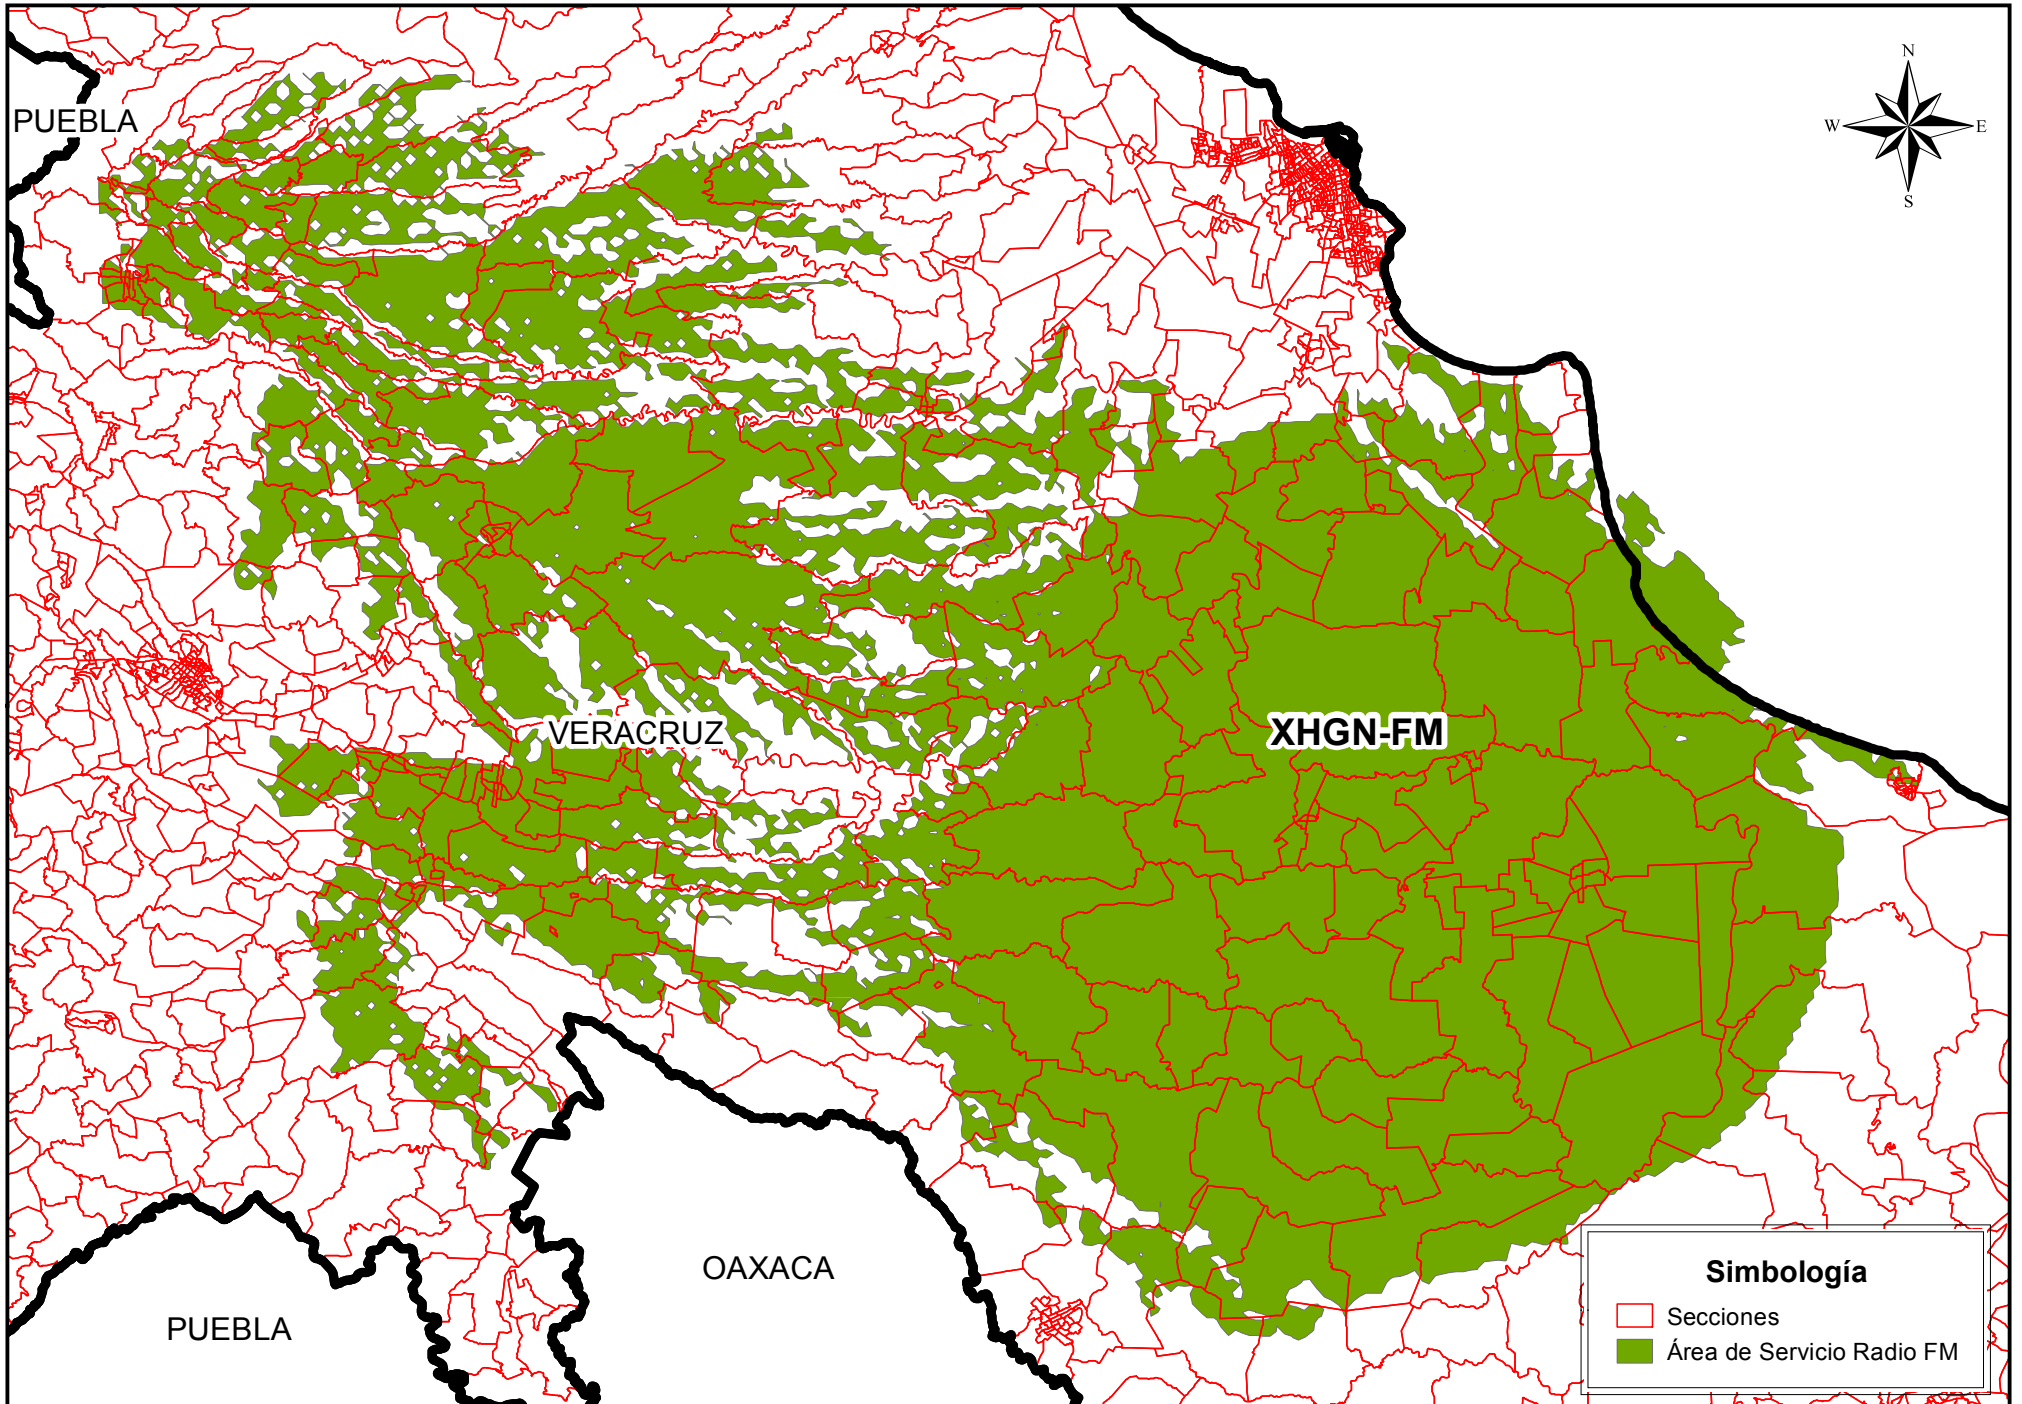 N
PUEBLA
W
E
S
VERACRUZ
XHGN-FM
OAXACA
PUEBLA
Simbología
Secciones
Área de Servicio Radio FM